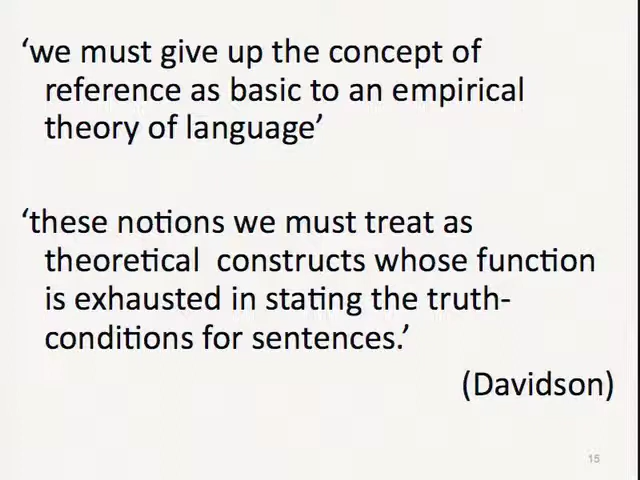 ‘we must give up the concept of
reference as basic to an empirical
theory of language’
‘these notions we must treat as
theoretical  constructs whose function
is exhausted in stating the truth-
conditions for sentences.’
(Davidson)
15